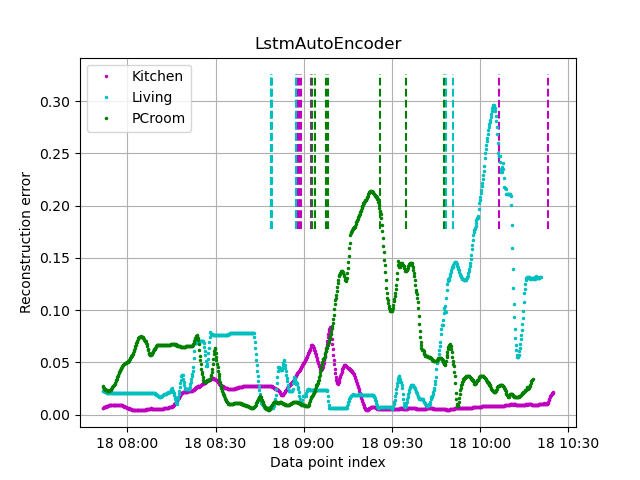 LstmAutoEncoder
Kitchen
Living
PCroom
Reconstruction error
0.30
0.25
0.20
0.15
0.10
0.05
0.00
18 08:00 18 08:30 18 09:00 18 09:30 18 10:00 18 10:30
Data point index